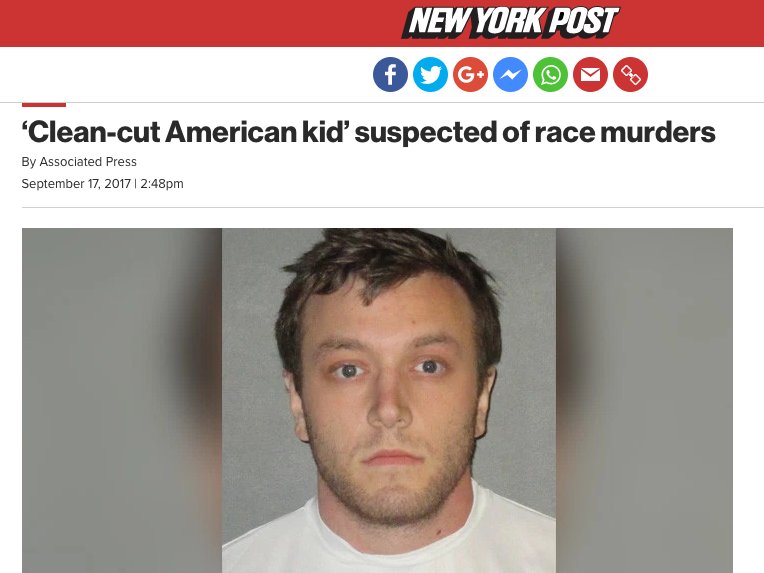 NEW YORK POST
‘Clean-cut American kid’ suspected of race murders
By Associated Press
September 17, 2017 | 2:48pm